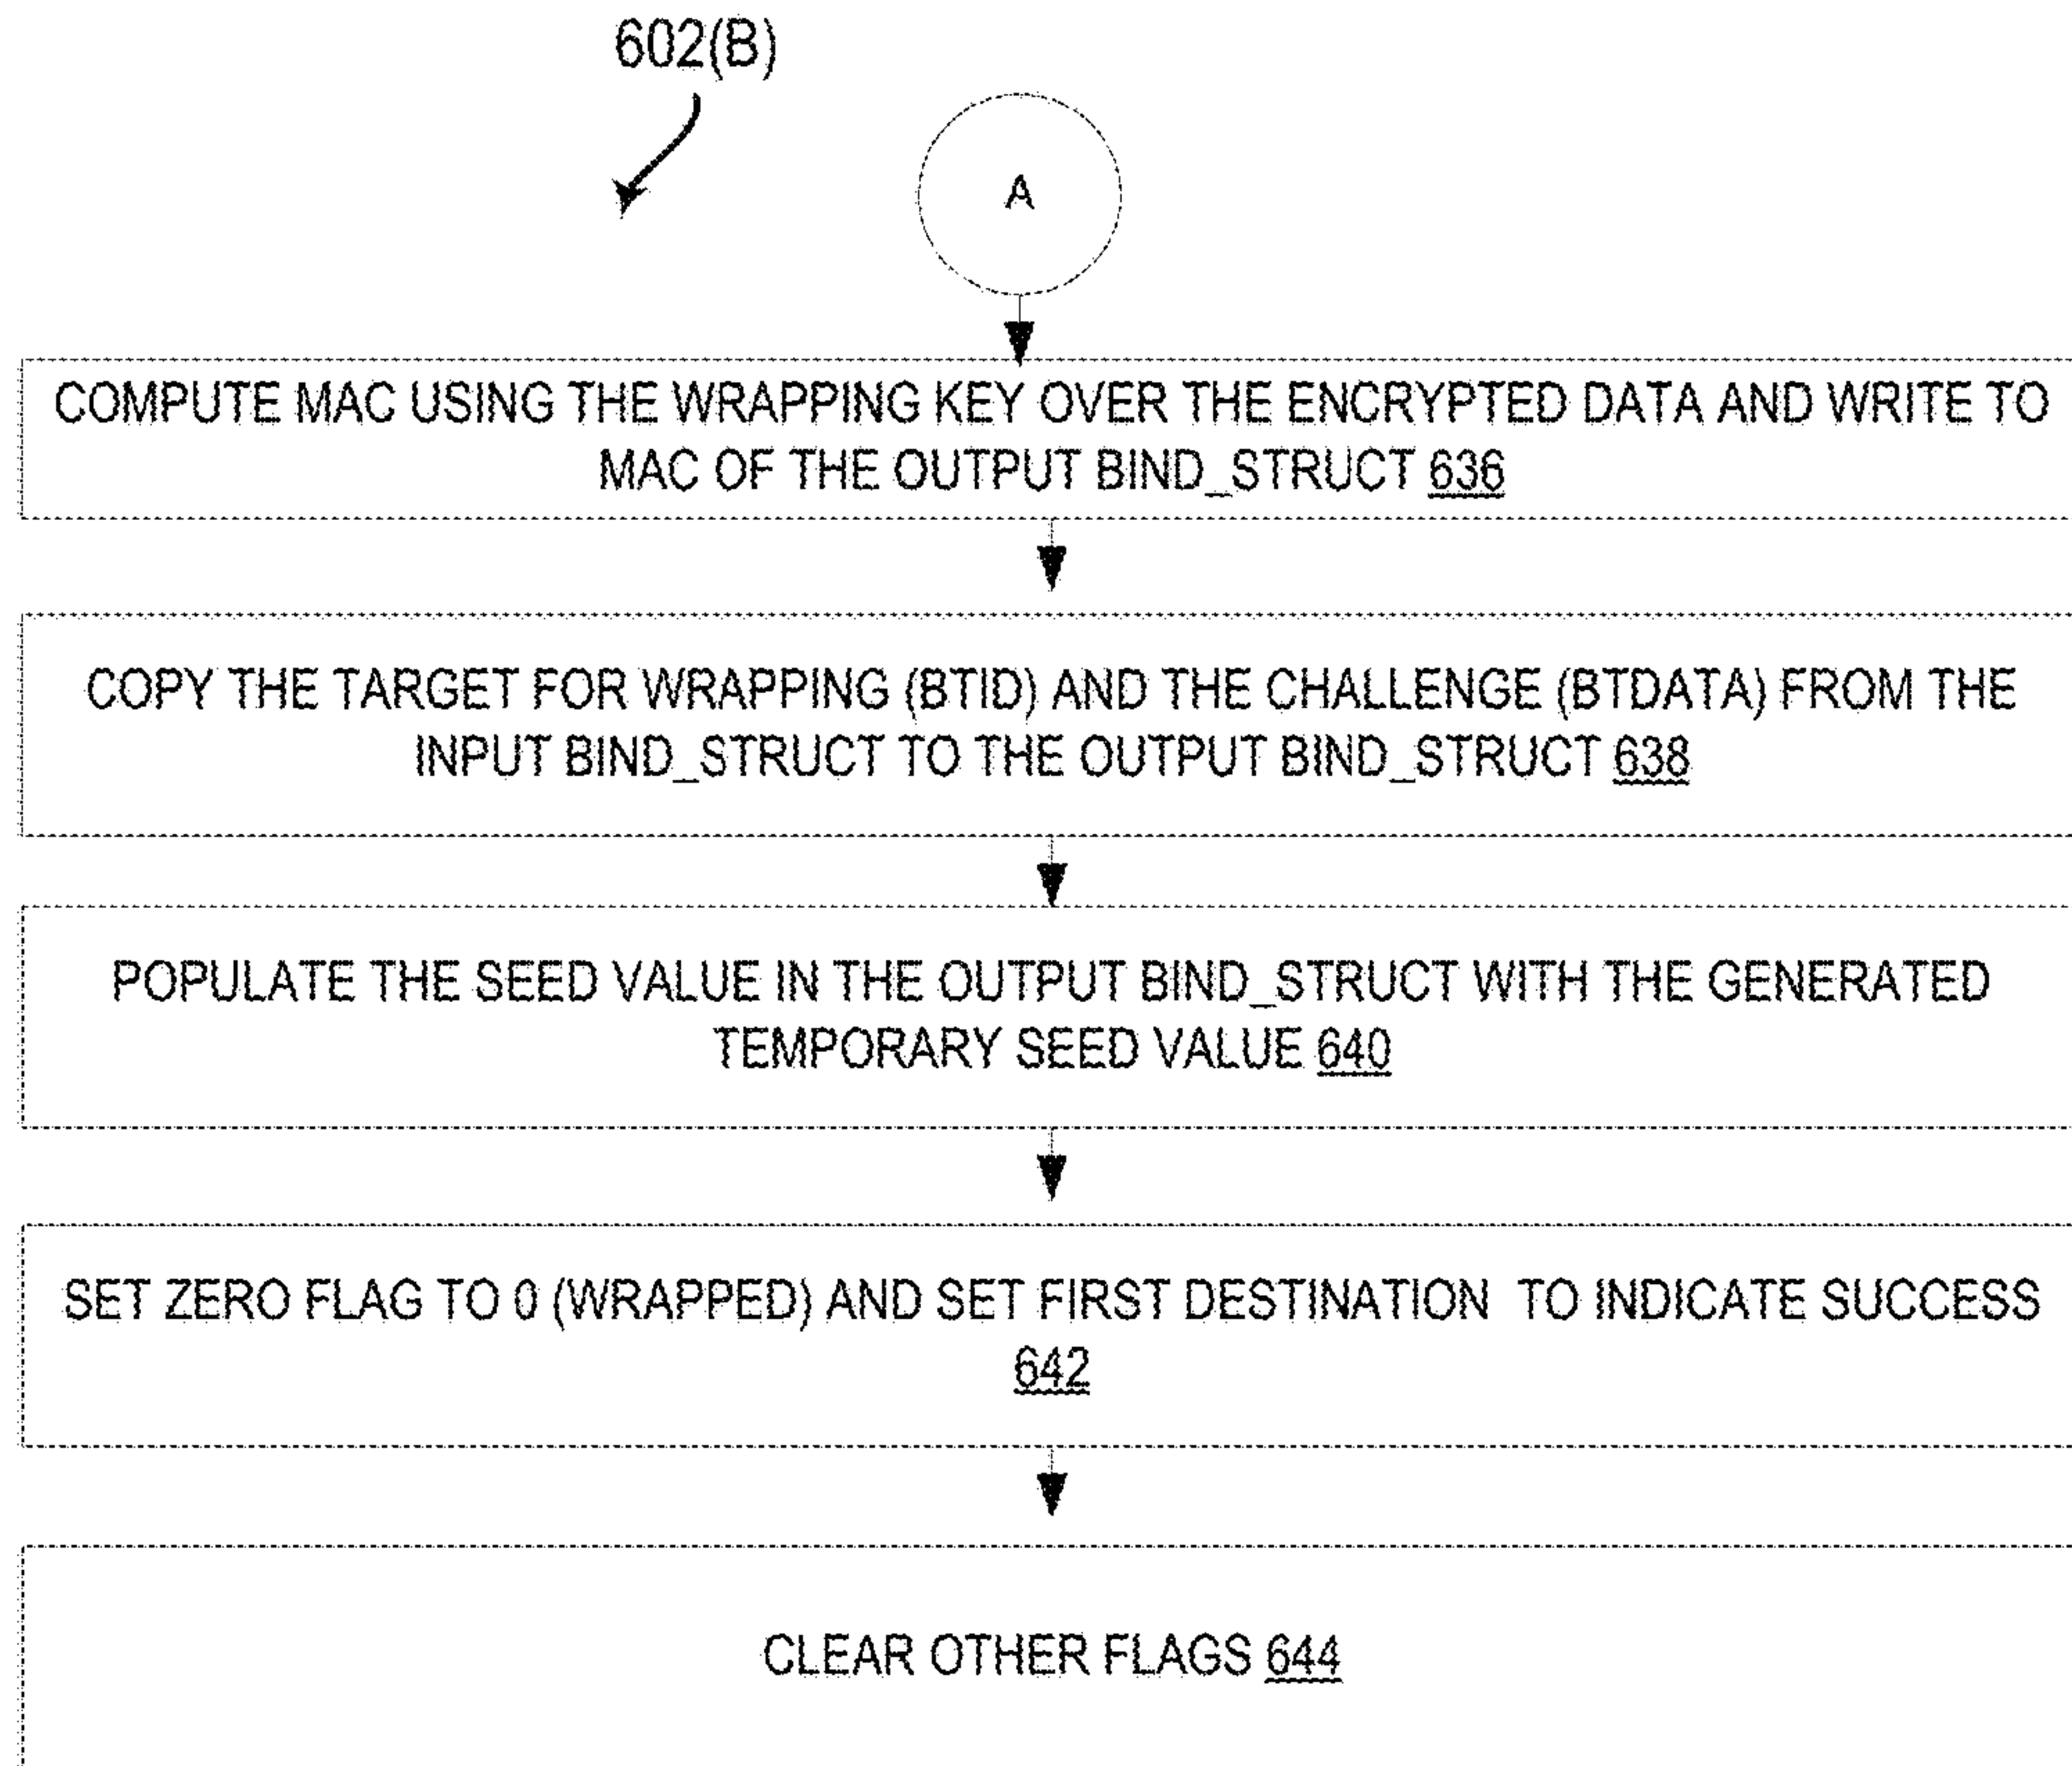 602(B)
A
COMPUTE MAC USING THE WRAPPING KEY OVER THE ENCRYPTED DATA AND WRITE TO
MAC OF THE OUTPUT BIND_STRUCT 636
COPY THE TARGET FOR WRAPPING (BTID) AND THE CHALLENGE (BTDATA) FROM THE
INPUT BIND_STRUCT TO THE OUTPUT BIND_STRUCT 638
POPULATE THE SEED VALUE IN THE OUTPUT BIND_STRUCT WITH THE GENERATED
TEMPORARY SEED VALUE 640
SET ZERO FLAG TO 0 (WRAPPED) AND SET FIRST DESTINATION TO INDICATE SUCCESS
642
CLEAR OTHER FLAGS 644